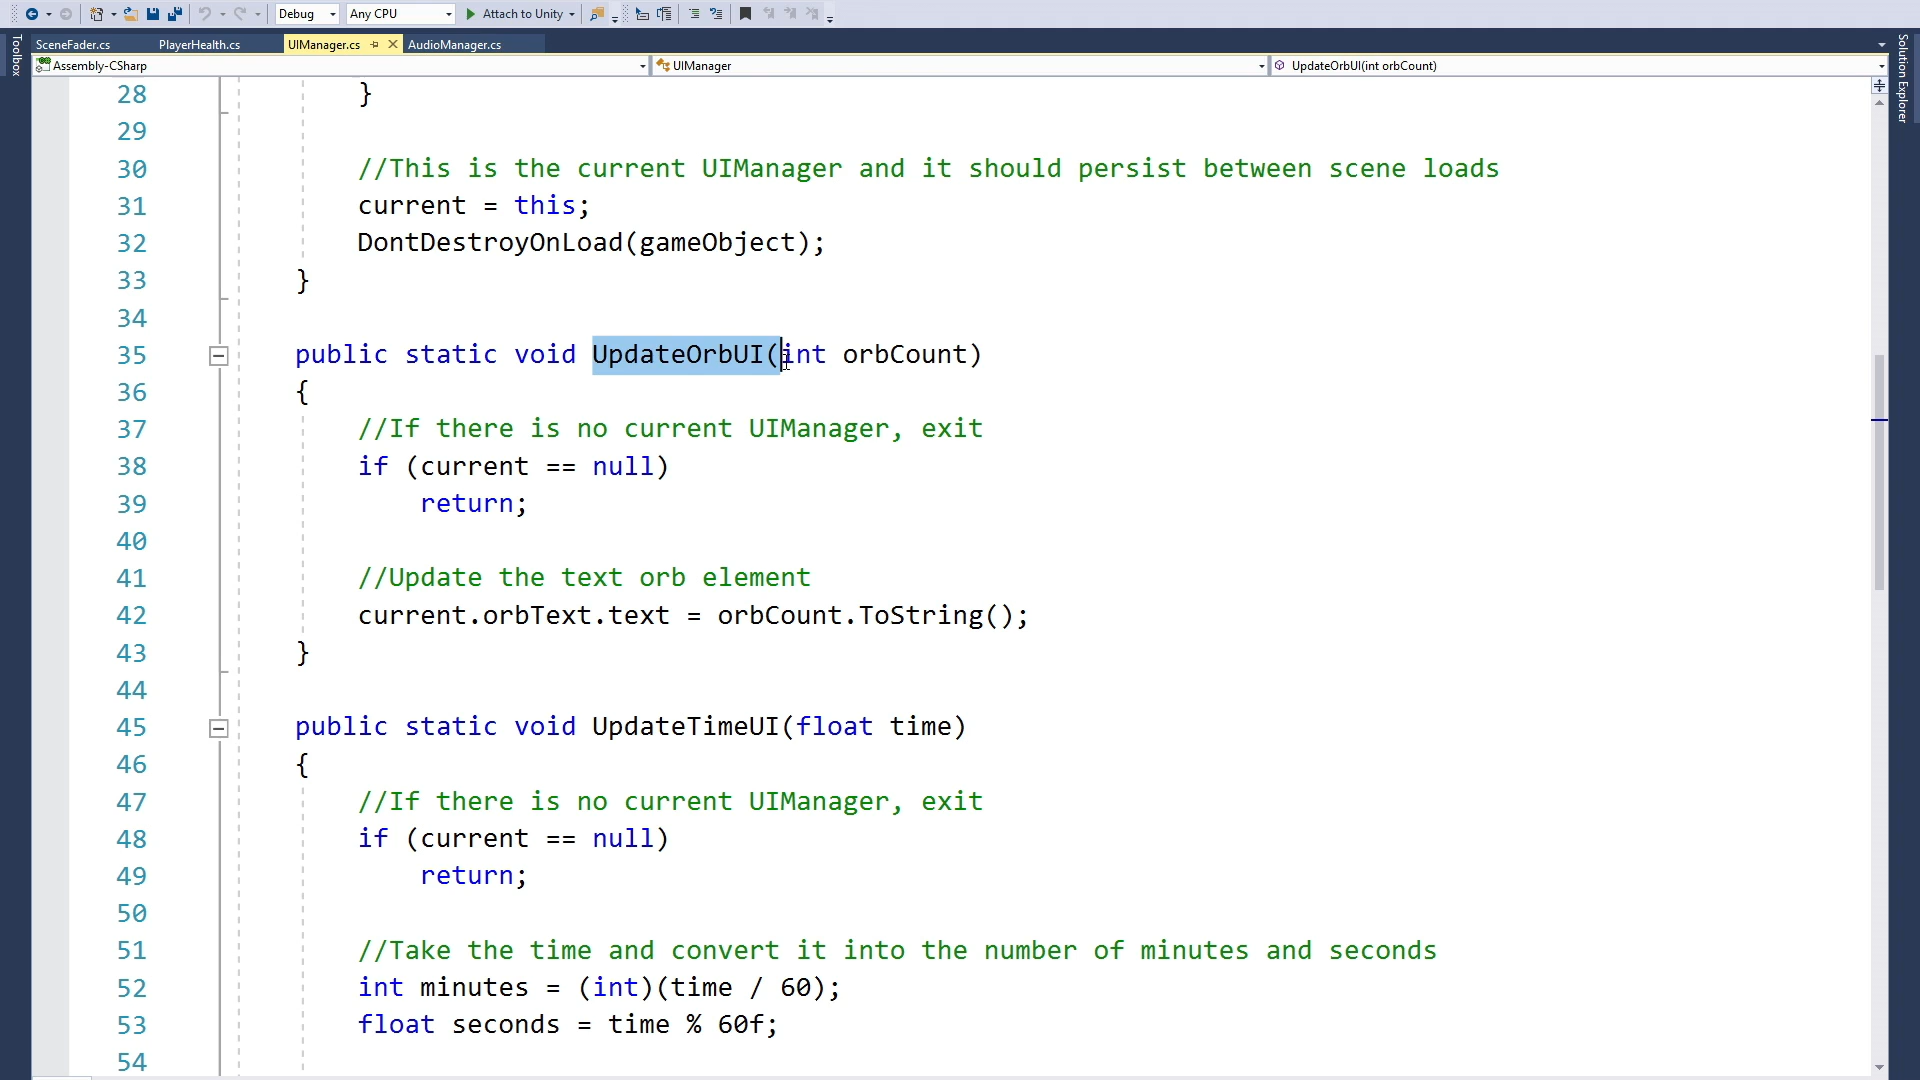 Debug Any CPU Attach to Unity
Toolbox
SceneFader.cs PlayerHealth.cs UIManager.cs AudioManager.cs
Solution Explorer
Assembly-CSharp UIManager UpdateOrbUI(int orbCount)
28 }
29
30 //This is the current UIManager and it should persist between scene loads
31 current = this;
32 DontDestroyOnLoad(gameObject);
33 }
34
35 public static void UpdateOrbUI(int orbCount)
36 {
37 //If there is no current UIManager, exit
38 if (current == null)
39 return;
40
41 //Update the text orb element
42 current.orbText.text = orbCount.ToString();
43 }
44
45 public static void UpdateTimeUI(float time)
46 {
47 //If there is no current UIManager, exit
48 if (current == null)
49 return;
50
51 //Take the time and convert it into the number of minutes and seconds
52 int minutes = (int)(time / 60);
53 float seconds = time % 60f;
54